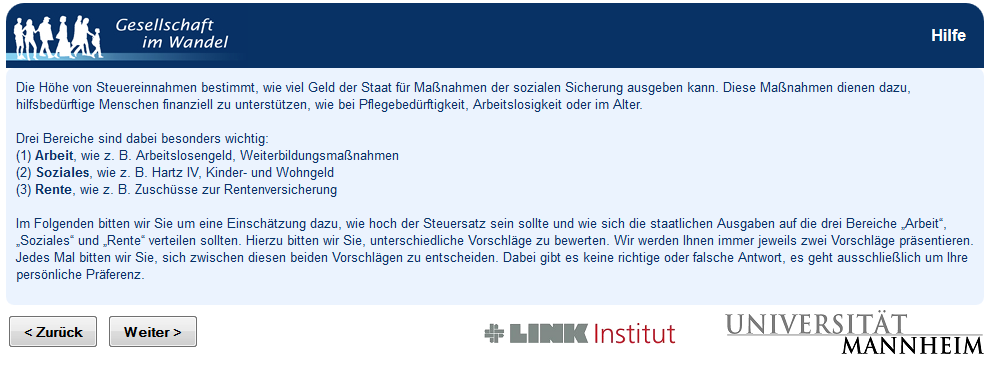 Gesellschaft
im Wandel
Hilfe
Die Höhe von Steuereinnahmen bestimmt, wie viel Geld der Staat für Maßnahmen der sozialen Sicherung ausgeben kann. Diese Maßnahmen dienen dazu,
hilfsbedürftige Menschen finanziell zu unterstützen, wie bei Pflegebedürftigkeit, Arbeitslosigkeit oder im Alter.
Drei Bereiche sind dabei besonders wichtig:
(1) Arbeit, wie z. B. Arbeitslosengeld, Weiterbildungsmaßnahmen
(2) Soziales, wie z. B. Hartz IV, Kinder- und Wohngeld
(3) Rente, wie z. B. Zuschüsse zur Rentenversicherung
Im Folgenden bitten wir Sie um eine Einschätzung dazu, wie hoch der Steuersatz sein sollte und wie sich die staatlichen Ausgaben auf die drei Bereiche „Arbeit“,
„Soziales“ und „Rente“ verteilen sollten. Hierzu bitten wir Sie, unterschiedliche Vorschläge zu bewerten. Wir werden Ihnen immer jeweils zwei Vorschläge präsentieren.
Jedes Mal bitten wir Sie, sich zwischen diesen beiden Vorschlägen zu entscheiden. Dabei gibt es keine richtige oder falsche Antwort, es geht ausschließlich um Ihre
persönliche Präferenz.
< Zurück
Weiter >
LINK Institut
UNIVERSITÄT
MANNHEIM